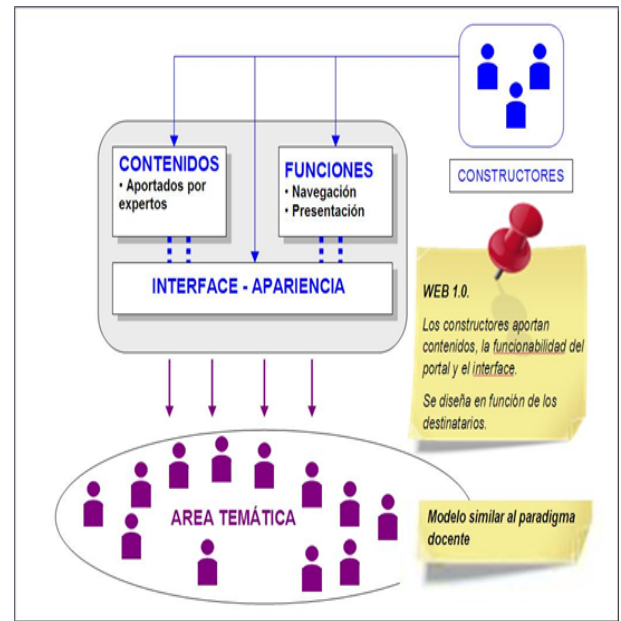 CONTENIDOS
• Aportados por
expertos
FUNCIONES
• Navegación
• Presentación
CONSTRUCTORES
INTERFACE - APARIENCIA
WEB 1.0.
Los constructores aportan
contenidos, la funcionabilidad del
portal y el interface.
Se diseña en función de los
destinatarios.
AREA TEMÁTICA
Modelo similar al paradigma
docente